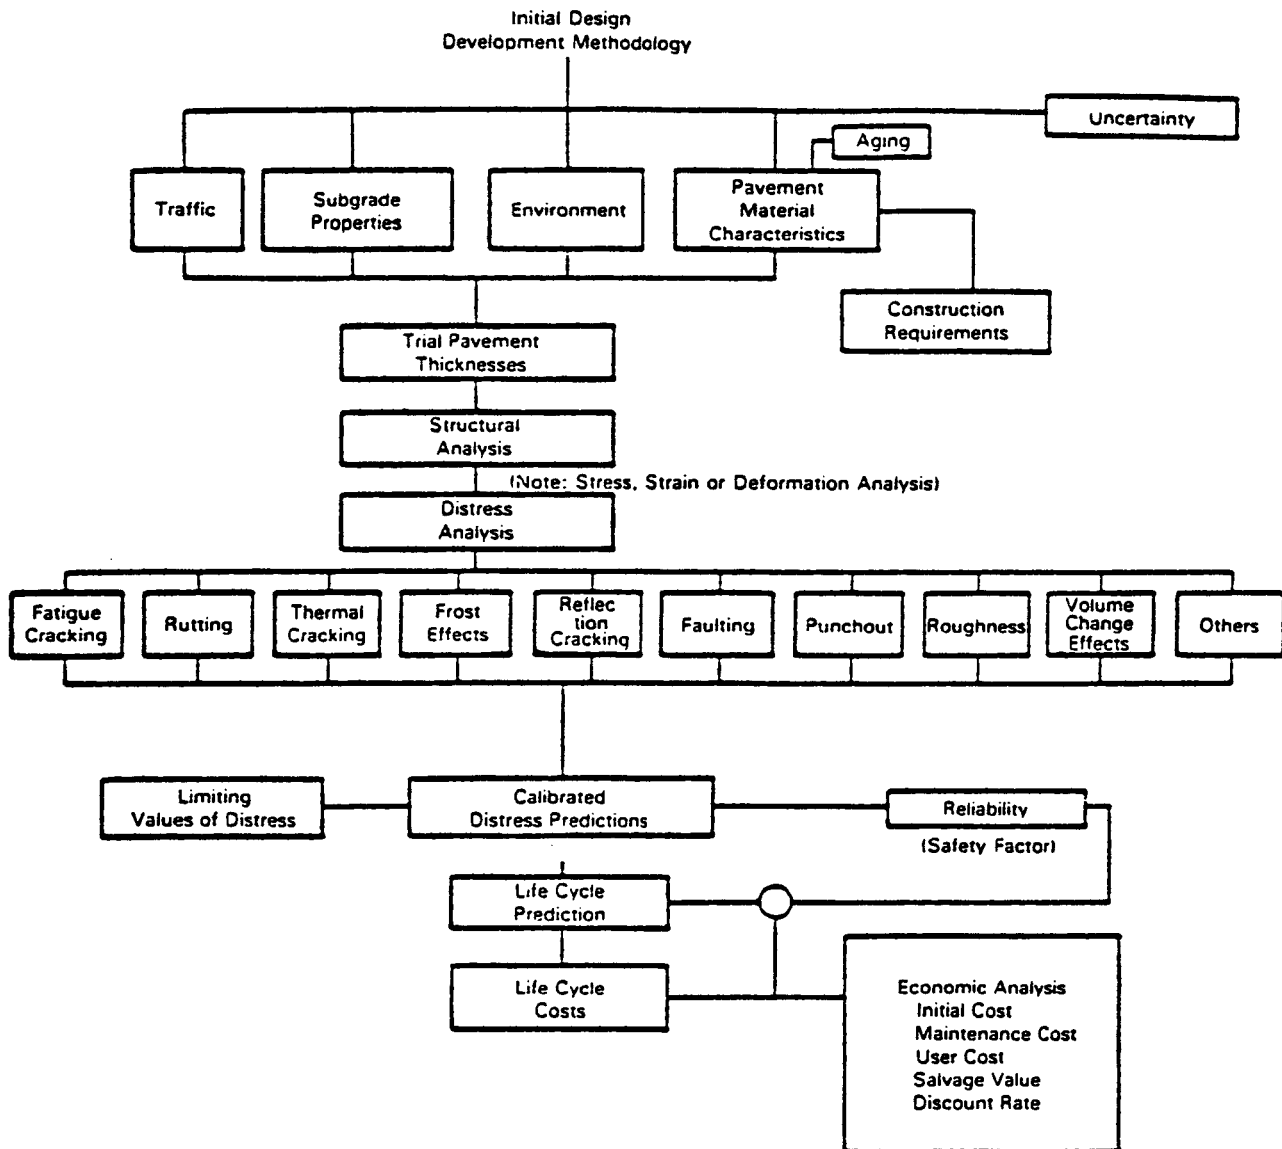 Initial Design
Development Methodology
Uncertainty
Aging
Traffic
Subgrade
Properties
Environment
Pavement
Material
Characteristics
Construction
Requirements
Trial Pavement
Thicknesses
Structural
Analysis
(Note: Stress, Strain or Deformation Analysis)
Distress
Analysis
Fatigue
Cracking
Rutting
Thermal
Cracking
Frost
Effects
Reflec
tion
Cracking
Faulting
Punchout
Roughness
Volume
Change
Effects
Others
Limiting
Values of Distress
Calibrated
Distress Predictions
Reliability
(Safety Factor)
Life Cycle
Prediction
Life Cycle
Costs
Economic Analysis
Initial Cost
Maintenance Cost
User Cost
Salvage Value
Discount Rate